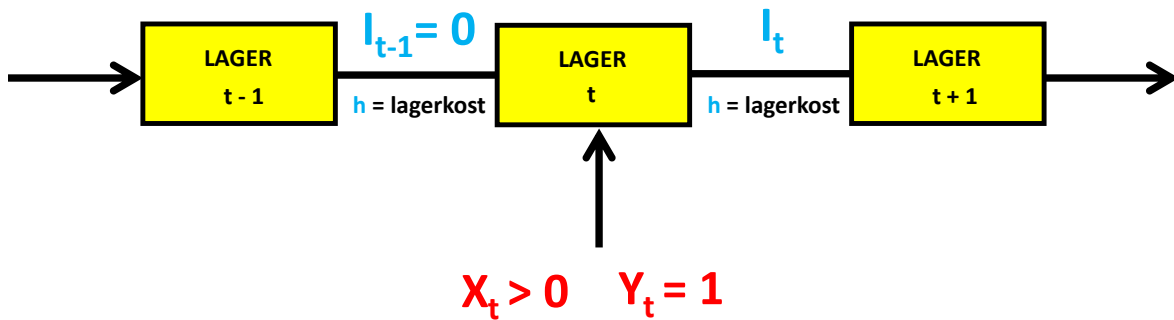 I_{t-1} = 0
I_t
LAGER
t - 1
LAGER
t
LAGER
t + 1
h = lagerkost
h = lagerkost
X_t > 0
Y_t = 1